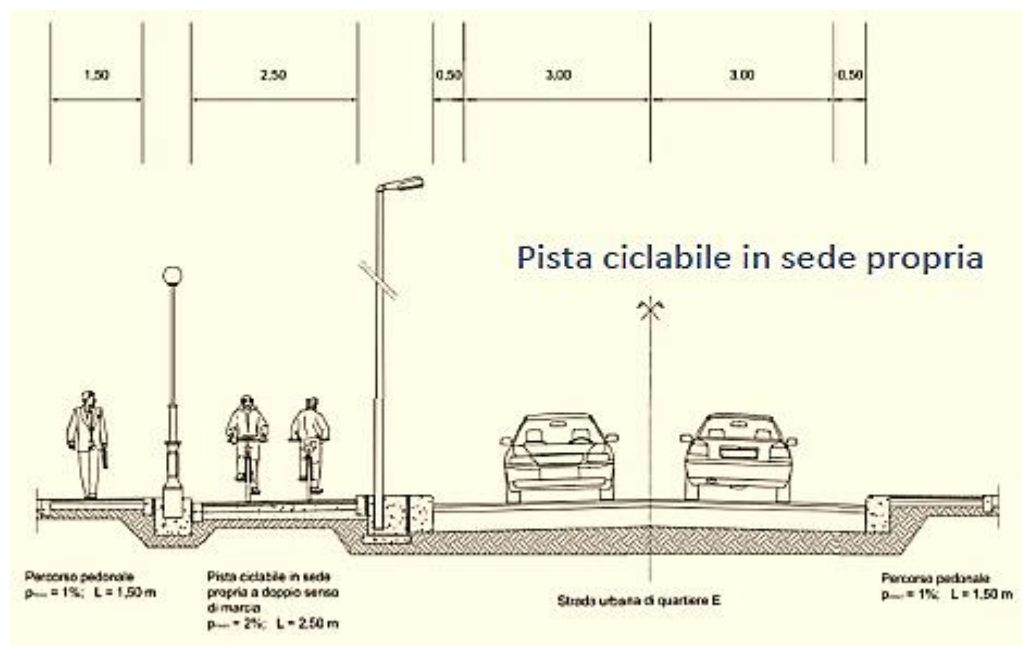 1,50 2,50 0,50 3,00 3,00 0,50
Pista ciclabile in sede propria
Percorso pedonale
p = 1%; L = 1,50 m
Pista ciclabile in sede
propria a doppio senso
di marcia
p = 2%; L = 2,50 m
Strada urbana di quartiere E
Percorso pedonale
p = 1%; L = 1,50 m